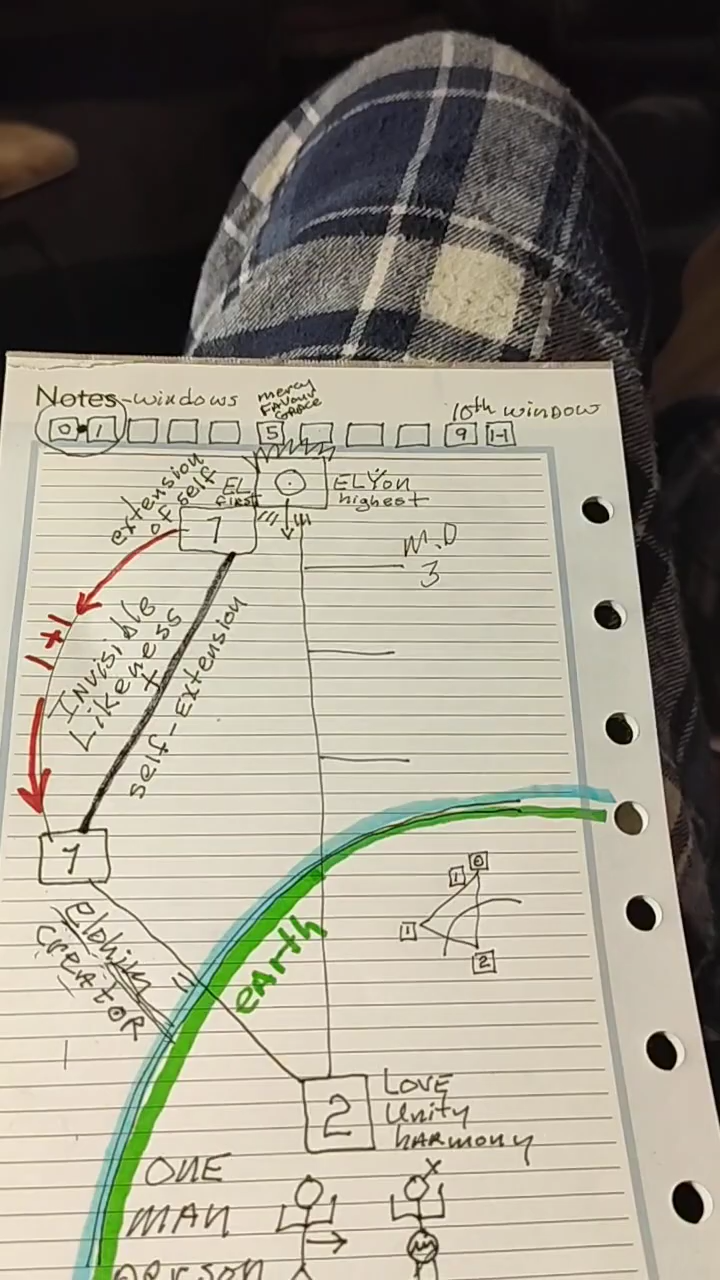 Notes-windows
mercy
FAVOUR
GRACE
10th window
0 1 5 9 1-1
extension
of self
EL
first
ELYon
highest
1
M.D
3
1+1
INVISIBLE
Likeness
+
self-EXTENSION
1
elohim
CREATOR
earth
0
1
1
2
2
LOVE
Unity
hARMONY
ONE
MAN
person